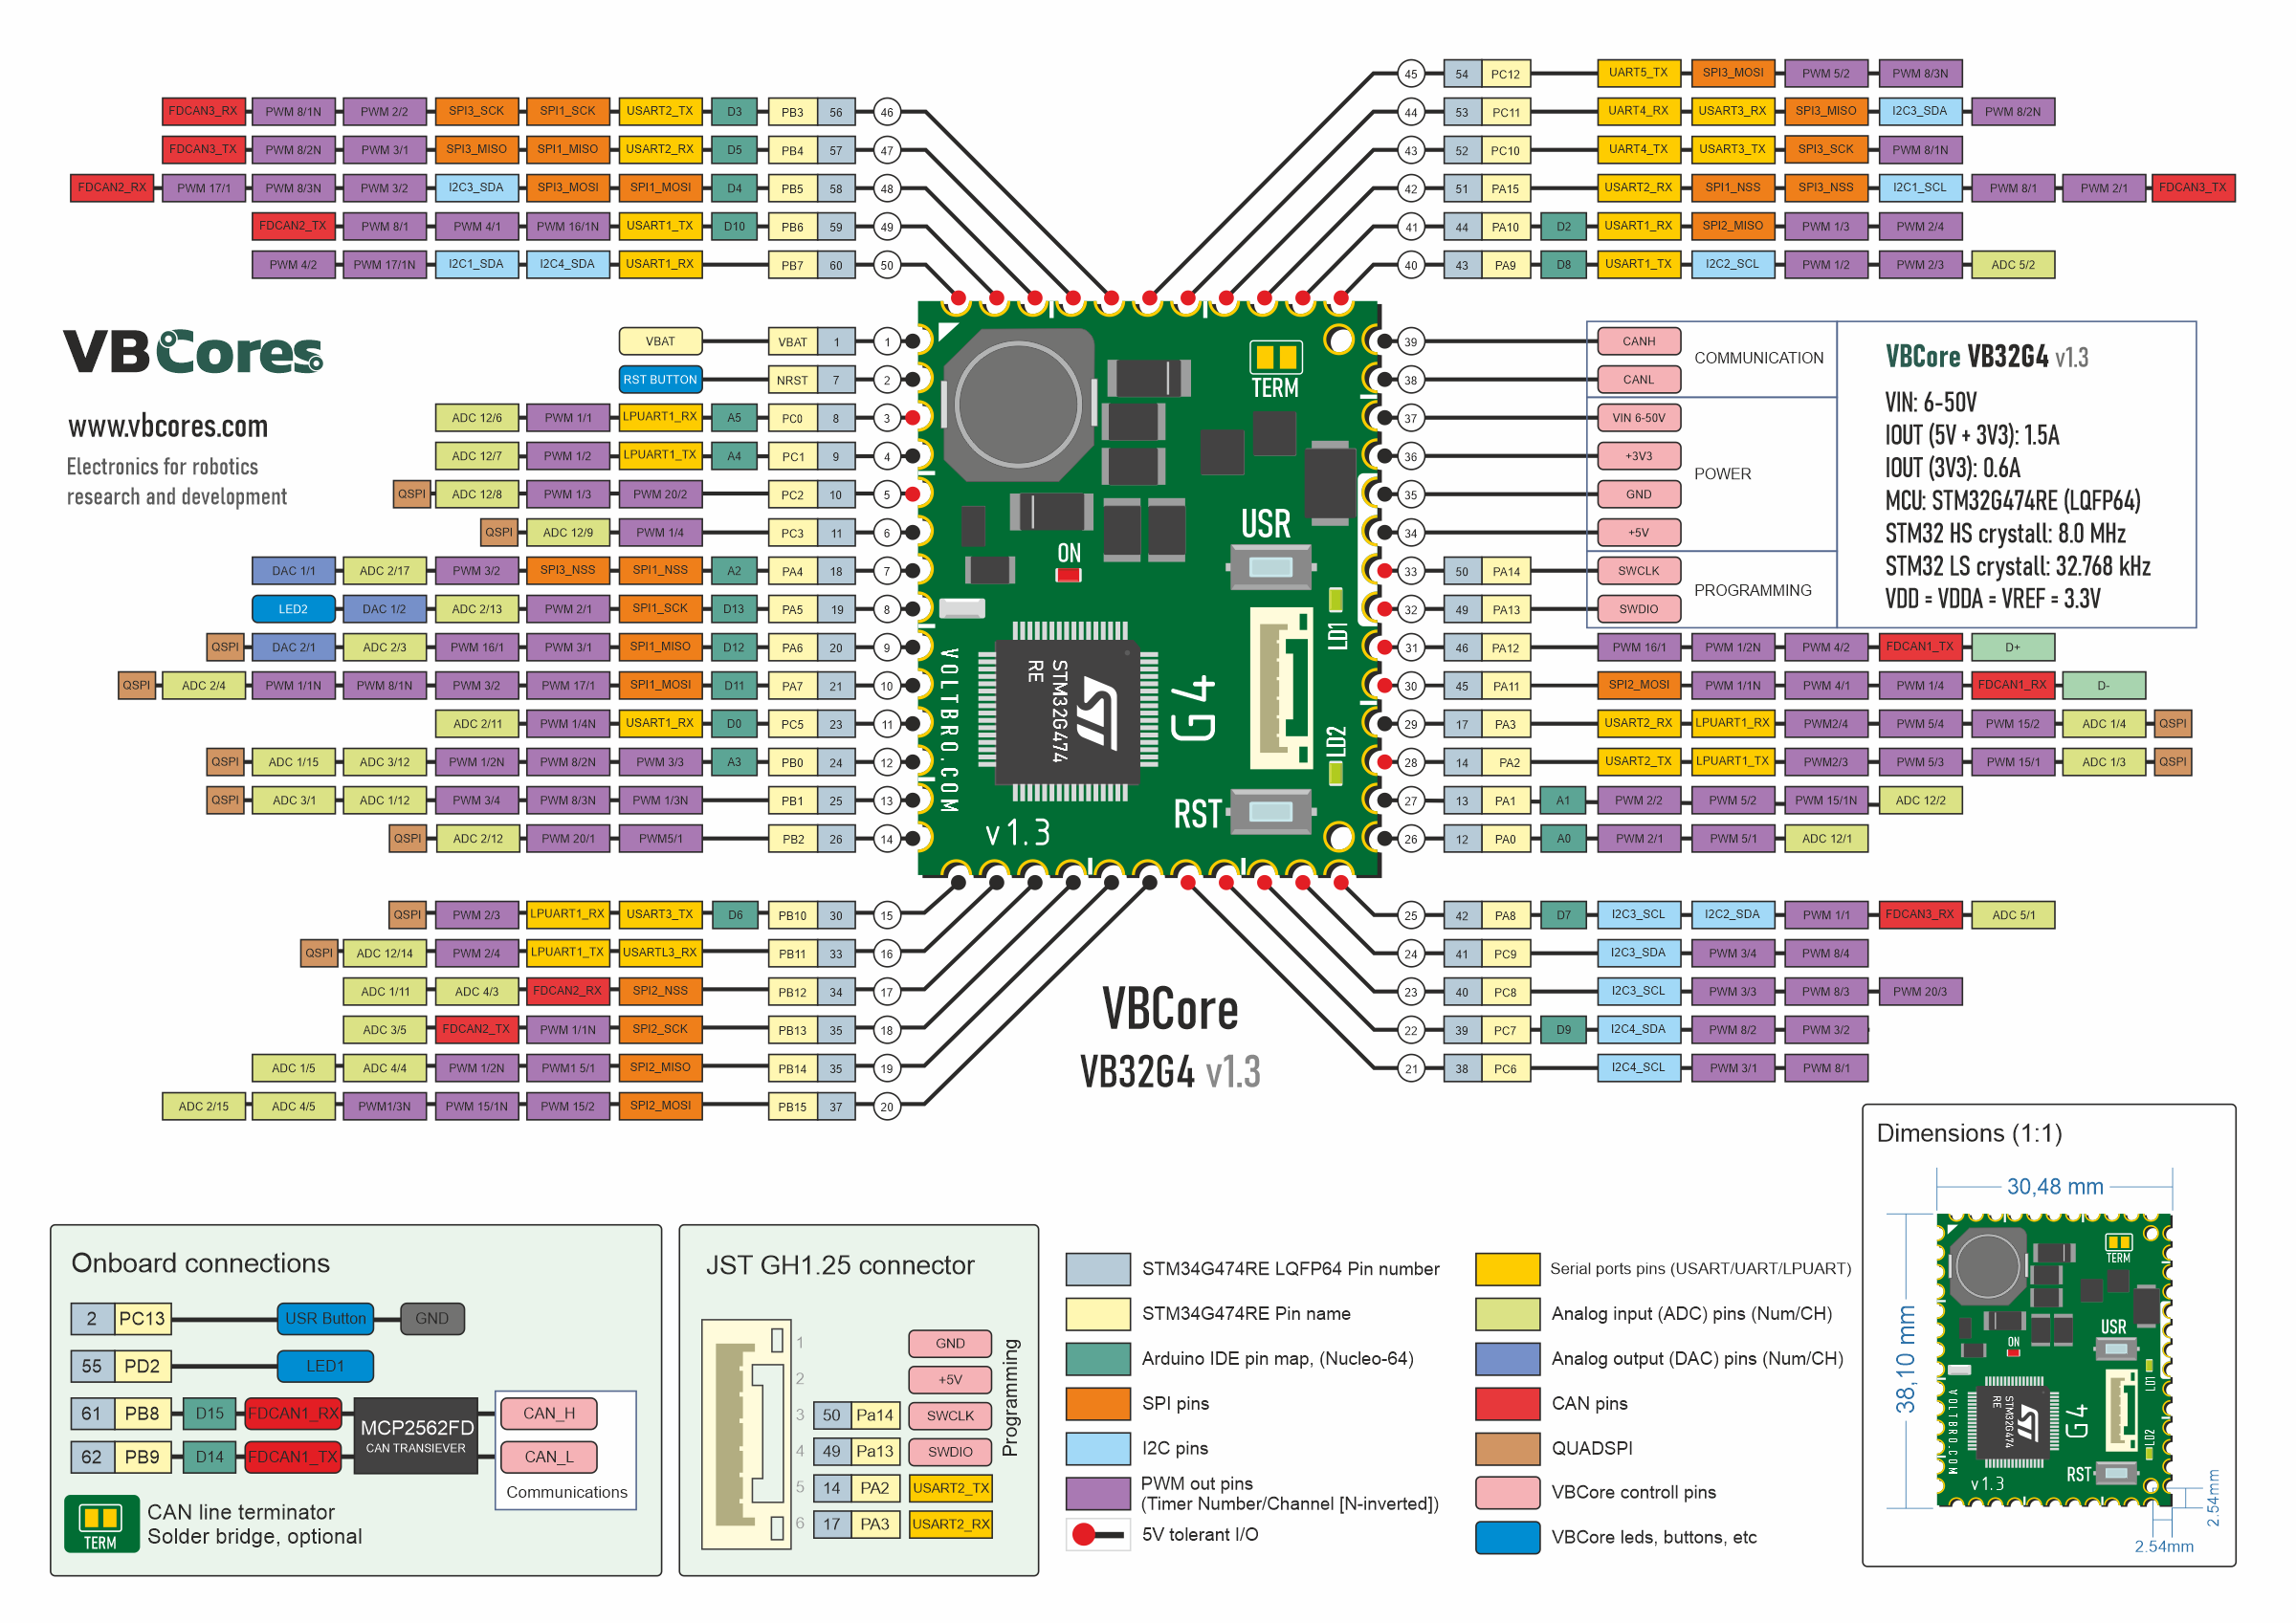 FDCAN3_RX PWM 8/1N PWM 2/2 SPI3_SCK SPI1_SCK USART2_TX D3 PB3 56 46
FDCAN3_TX PWM 8/2N PWM 3/1 SPI3_MISO SPI1_MISO USART2_RX D5 PB4 57 47
FDCAN2_RX PWM 17/1 PWM 8/3N PWM 3/2 I2C3_SDA SPI3_MOSI SPI1_MOSI D4 PB5 58 48
FDCAN2_TX PWM 8/1 PWM 4/1 PWM 16/1N USART1_TX D10 PB6 59 49
PWM 4/2 PWM 17/1N I2C1_SDA I2C4_SDA USART1_RX PB7 60 50
45 54 PC12 UART5_TX SPI3_MOSI PWM 5/2 PWM 8/3N
44 53 PC11 UART4_RX USART3_RX SPI3_MISO I2C3_SDA PWM 8/2N
43 52 PC10 UART4_TX USART3_TX SPI3_SCK PWM 8/1N
42 51 PA15 USART2_RX SPI1_NSS SPI3_NSS I2C1_SCL PWM 8/1 PWM 2/1 FDCAN3_TX
41 44 PA10 D2 USART1_RX SPI2_MISO PWM 1/3 PWM 2/4
40 43 PA9 D8 USART1_TX I2C2_SCL PWM 1/2 PWM 2/3 ADC 5/2
VBCores
www.vbcores.com
Electronics for robotics
research and development
VBAT VBAT 1 1
RST BUTTON NRST 7 2
ADC 12/6 PWM 1/1 LPUART1_RX A5 PC0 8 3
ADC 12/7 PWM 1/2 LPUART1_TX A4 PC1 9 4
QSPI ADC 12/8 PWM 1/3 PWM 20/2 PC2 10 5
QSPI ADC 12/9 PWM 1/4 PC3 11 6
DAC 1/1 ADC 2/17 PWM 3/2 SPI3_NSS SPI1_NSS A2 PA4 18 7
LED2 DAC 1/2 ADC 2/13 PWM 2/1 SPI1_SCK D13 PA5 19 8
QSPI DAC 2/1 ADC 2/3 PWM 16/1 PWM 3/1 SPI1_MISO D12 PA6 20 9
QSPI ADC 2/4 PWM 1/1N PWM 8/1N PWM 3/2 PWM 17/1 SPI1_MOSI D11 PA7 21 10
ADC 2/11 PWM 1/4N USART1_RX D0 PC5 23 11
QSPI ADC 1/15 ADC 3/12 PWM 1/2N PWM 8/2N PWM 3/3 A3 PB0 24 12
QSPI ADC 3/1 ADC 1/12 PWM 3/4 PWM 8/3N PWM 1/3N PB1 25 13
QSPI ADC 2/12 PWM 20/1 PWM5/1 PB2 26 14
TERM
USR
ON
LD1
VOLTBRO.COM
STM32G474
RE
G4
LD2
RST
v1.3
39 CANH
38 CANL
COMMUNICATION
37 VIN 6-50V
36 +3V3
35 GND
34 +5V
POWER
33 50 PA14 SWCLK
32 49 PA13 SWDIO
PROGRAMMING
VBCore VB32G4 v1.3
VIN: 6-50V
IOUT (5V + 3V3): 1.5A
IOUT (3V3): 0.6A
MCU: STM32G474RE (LQFP64)
STM32 HS crystall: 8.0 MHz
STM32 LS crystall: 32.768 kHz
VDD = VDDA = VREF = 3.3V
31 46 PA12 PWM 16/1 PWM 1/2N PWM 4/2 FDCAN1_TX D+
30 45 PA11 SPI2_MOSI PWM 1/1N PWM 4/1 PWM 1/4 FDCAN1_RX D-
29 17 PA3 USART2_RX LPUART1_RX PWM2/4 PWM 5/4 PWM 15/2 ADC 1/4 QSPI
28 14 PA2 USART2_TX LPUART1_TX PWM2/3 PWM 5/3 PWM 15/1 ADC 1/3 QSPI
27 13 PA1 A1 PWM 2/2 PWM 5/2 PWM 15/1N ADC 12/2
26 12 PA0 A0 PWM 2/1 PWM 5/1 ADC 12/1
QSPI PWM 2/3 LPUART1_RX USART3_TX D6 PB10 30 15
QSPI ADC 12/14 PWM 2/4 LPUART1_TX USARTL3_RX PB11 33 16
ADC 1/11 ADC 4/3 FDCAN2_RX SPI2_NSS PB12 34 17
ADC 3/5 FDCAN2_TX PWM 1/1N SPI2_SCK PB13 35 18
ADC 1/5 ADC 4/4 PWM 1/2N PWM1 5/1 SPI2_MISO PB14 35 19
ADC 2/15 ADC 4/5 PWM1/3N PWM 15/1N PWM 15/2 SPI2_MOSI PB15 37 20
VBCore
VB32G4 v1.3
25 42 PA8 D7 I2C3_SCL I2C2_SDA PWM 1/1 FDCAN3_RX ADC 5/1
24 41 PC9 I2C3_SDA PWM 3/4 PWM 8/4
23 40 PC8 I2C3_SCL PWM 3/3 PWM 8/3 PWM 20/3
22 39 PC7 D9 I2C4_SDA PWM 8/2 PWM 3/2
21 38 PC6 I2C4_SCL PWM 3/1 PWM 8/1
Onboard connections
2 PC13 USR Button GND
55 PD2 LED1
61 PB8 D15 FDCAN1_RX
62 PB9 D14 FDCAN1_TX
MCP2562FD
CAN TRANSIEVER
CAN_H
CAN_L
Communications
TERM
CAN line terminator
Solder bridge, optional
JST GH1.25 connector
1 GND
2 +5V
3 50 Pa14 SWCLK
4 49 Pa13 SWDIO
5 14 PA2 USART2_TX
6 17 PA3 USART2_RX
Programming
STM34G474RE LQFP64 Pin number
STM34G474RE Pin name
Arduino IDE pin map, (Nucleo-64)
SPI pins
I2C pins
PWM out pins
(Timer Number/Channel [N-inverted])
5V tolerant I/O
Serial ports pins (USART/UART/LPUART)
Analog input (ADC) pins (Num/CH)
Analog output (DAC) pins (Num/CH)
CAN pins
QUADSPI
VBCore controll pins
VBCore leds, buttons, etc
Dimensions (1:1)
30,48 mm
38,10 mm
TERM
USR
ON
LD1
VOLTBRO.COM
STM32G474
RE
G4
LD2
RST
v1.3
2.54mm
2.54mm